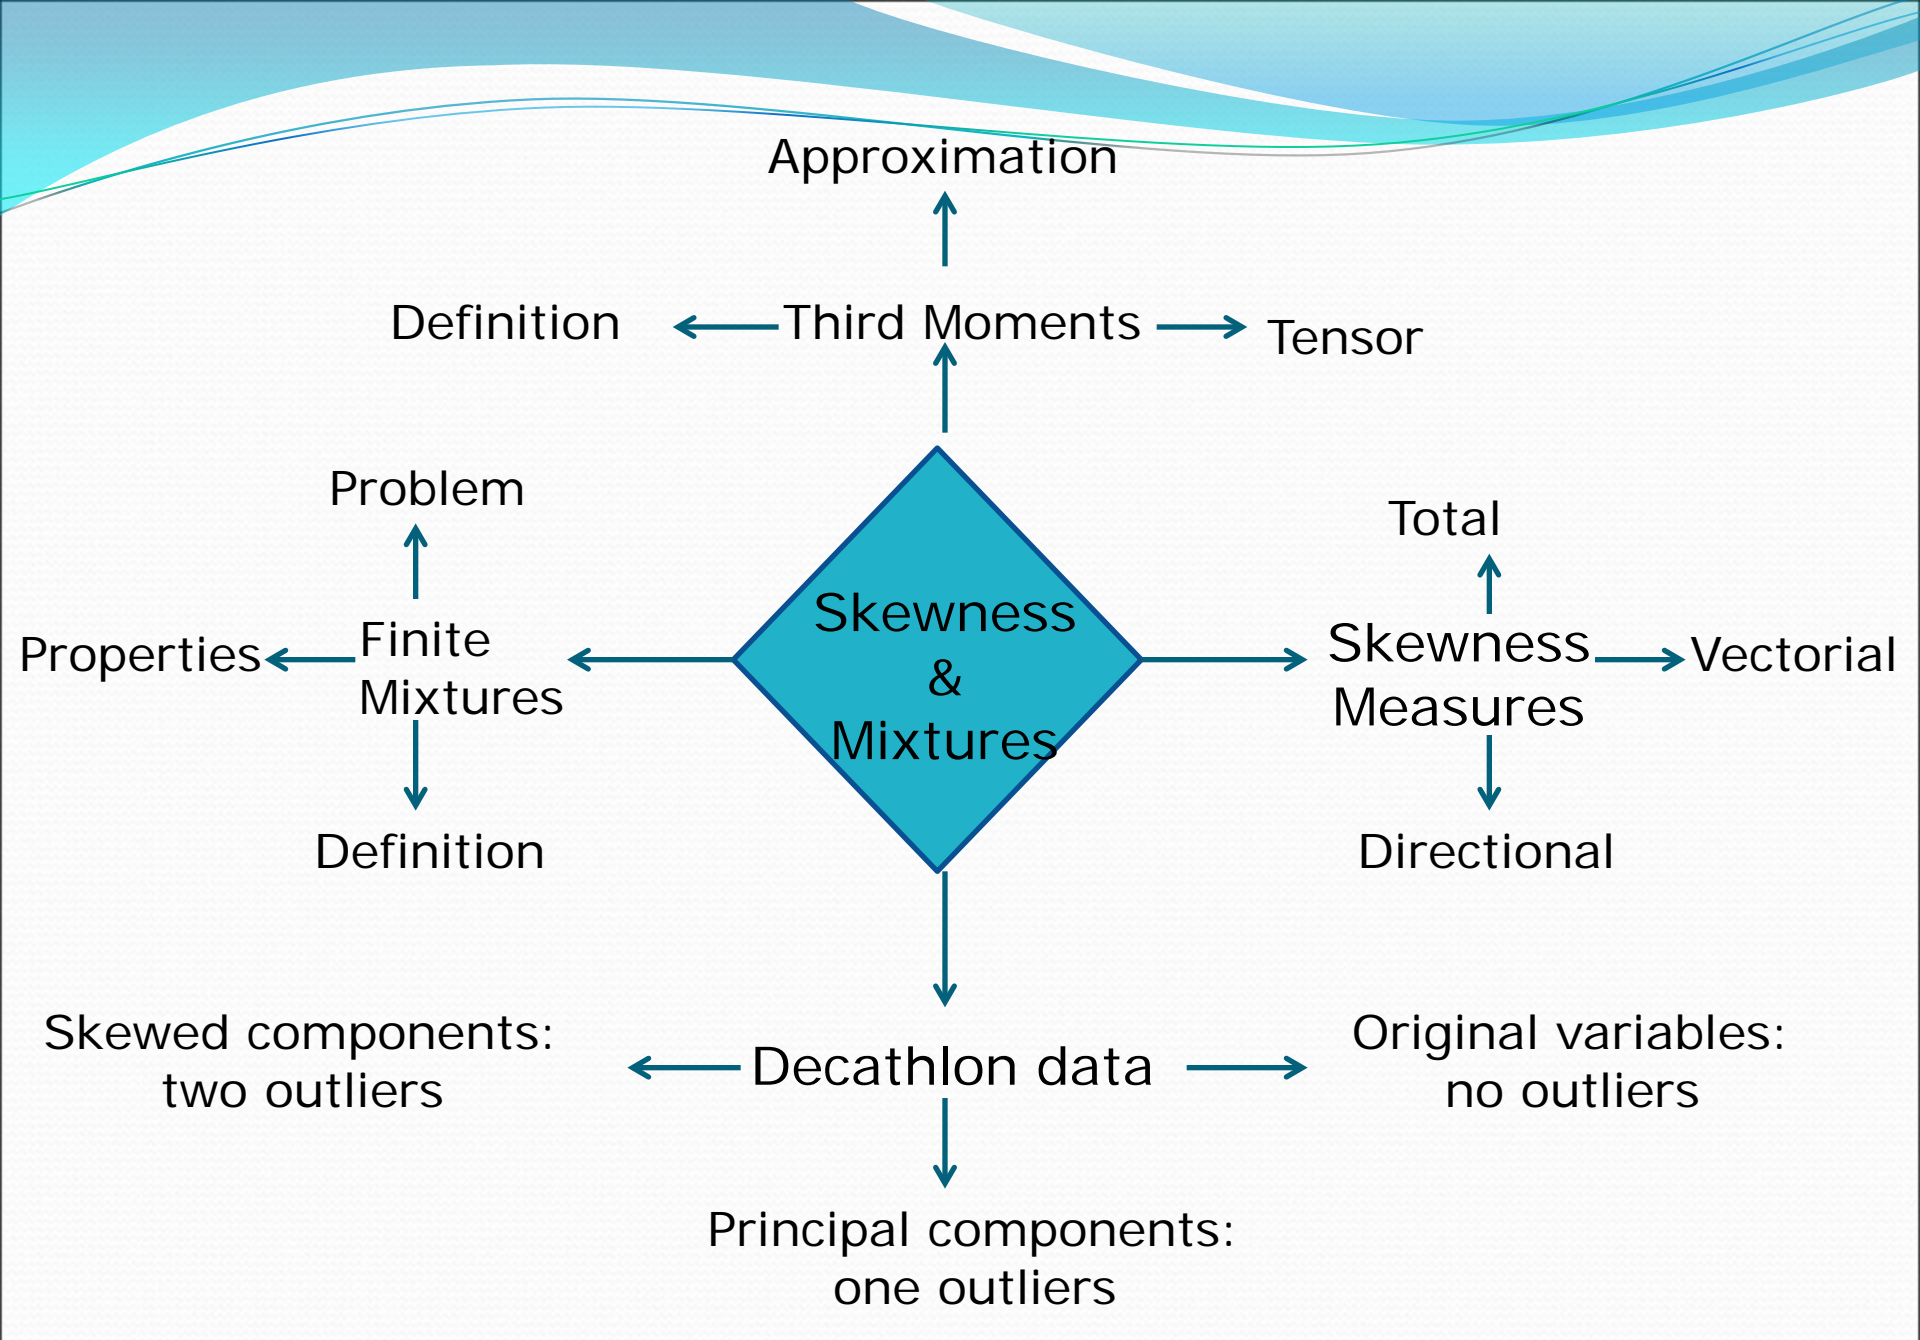 Approximation
Definition
Third Moments
Tensor
Problem
Total
Properties
Finite
Mixtures
Skewness
&
Mixtures
Skewness
Measures
Vectorial
Definition
Directional
Skewed components:
two outliers
Decathlon data
Original variables:
no outliers
Principal components:
one outliers